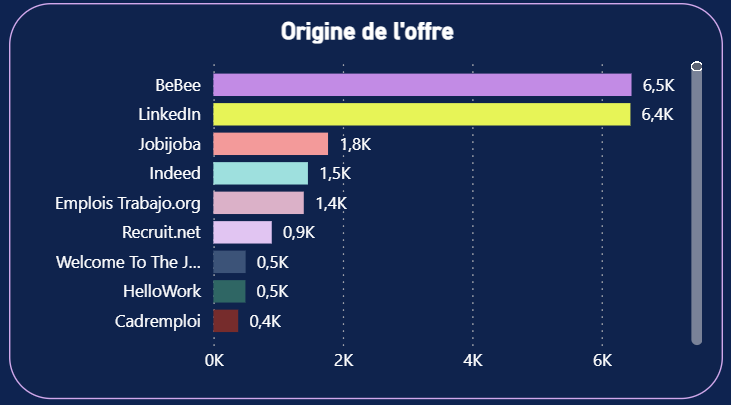 Origine de l'offre
BeBee 6,5K
LinkedIn 6,4K
Jobijoba 1,8K
Indeed 1,5K
Emplois Trabajo.org 1,4K
Recruit.net 0,9K
Welcome To The J... 0,5K
HelloWork 0,5K
Cadremploi 0,4K
0K 2K 4K 6K